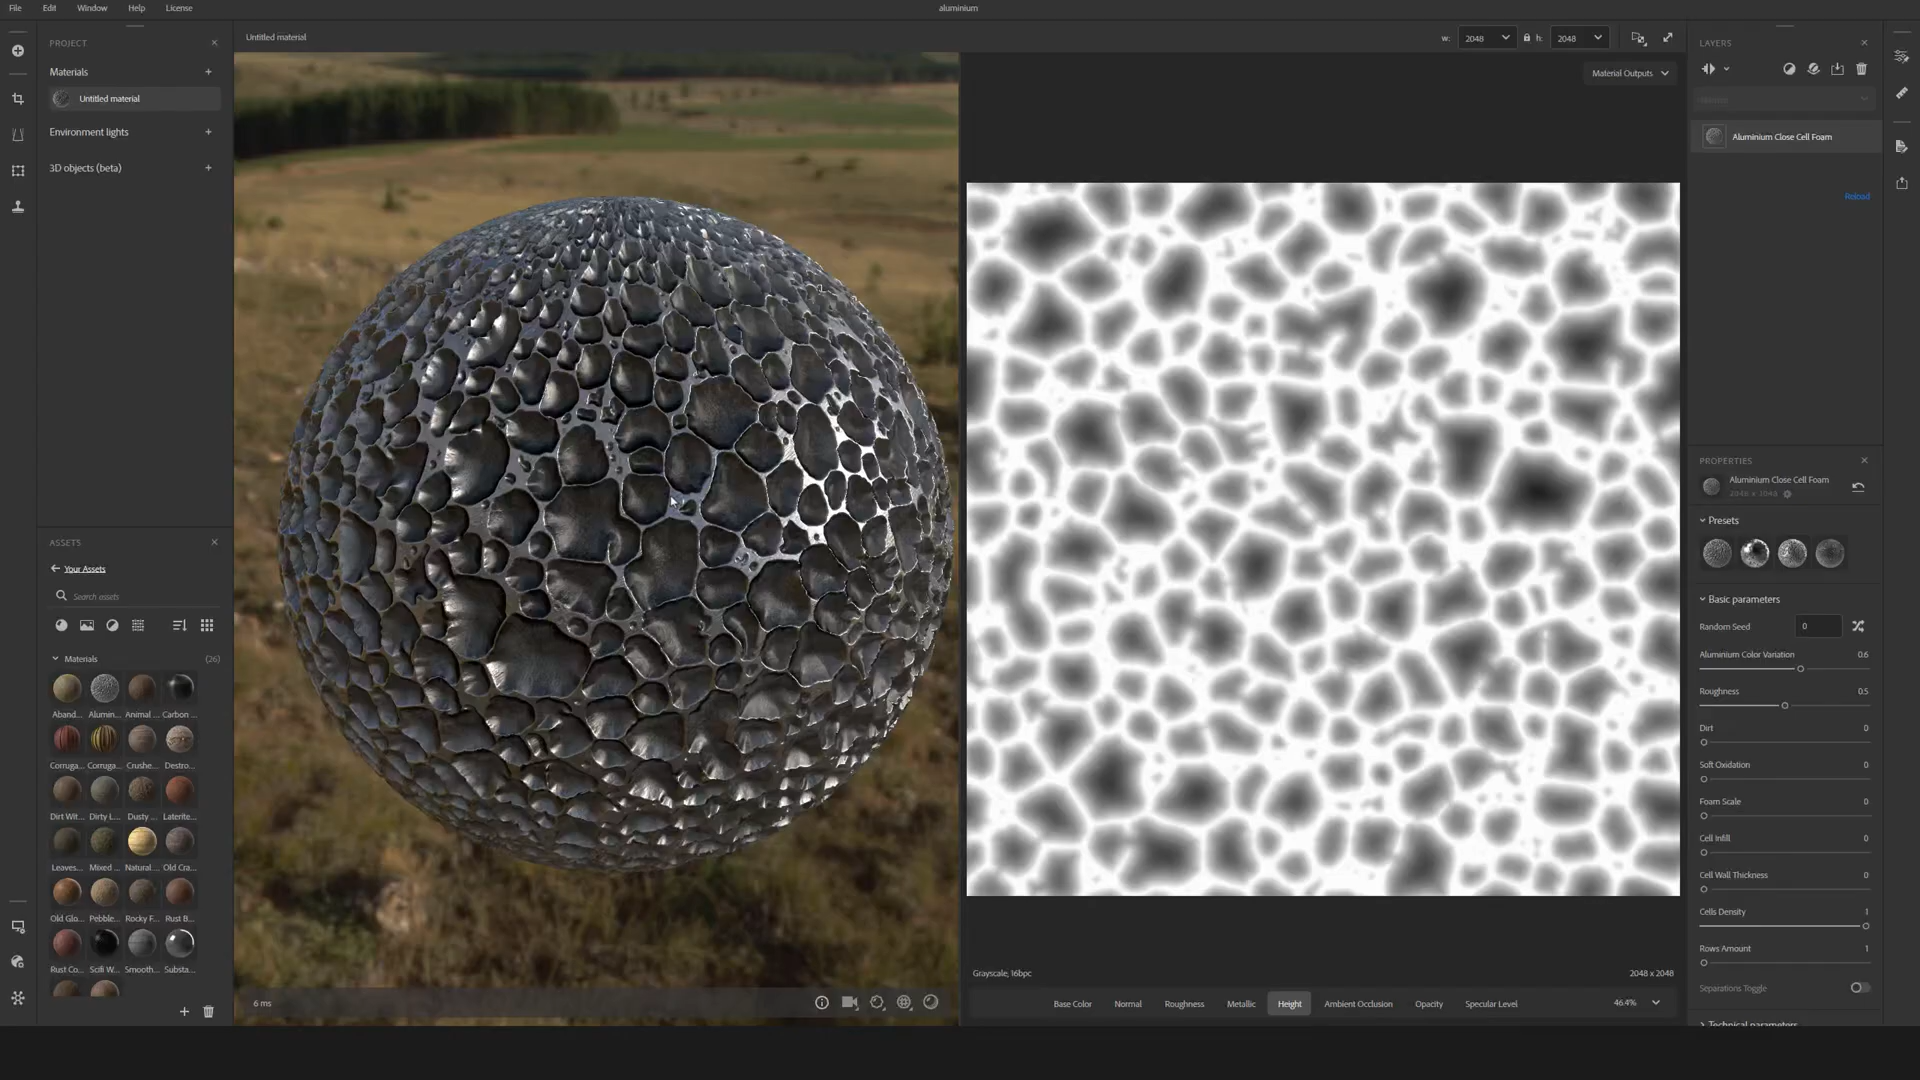 File Edit Window Help License
aluminium
PROJECT
Materials
Untitled material
Environment lights
3D objects (beta)
Untitled material
w: 2048 h: 2048
Material Outputs
LAYERS
Aluminium Close Cell Foam
Reload
ASSETS
Your Assets
Search assets
Materials (26)
Aband... Alumin... Animal ... Carbon ...
Corruga... Corruga... Crushe... Destro...
Dirt Wit... Dirty L... Dusty ... Laterite...
Leaves... Mixed ... Natural ... Old Cra...
Old Gla... Pebble... Rocky F... Rust B...
Rust Co... Scifi W... Smooth... Substa...
6 ms
Grayscale, 16bpc 2048 x 2048
Base Color Normal Roughness Metallic Height Ambient Occlusion Opacity Specular Level 46.4%
PROPERTIES
Aluminium Close Cell Foam
2048 x 2048
Presets
Basic parameters
Random Seed 0
Aluminium Color Variation 0.6
Roughness 0.5
Dirt 0
Soft Oxidation 0
Foam Scale 0
Cell Infill 0
Cell Wall Thickness 0
Cells Density 1
Rows Amount 1
Separations Toggle
Technical parameters